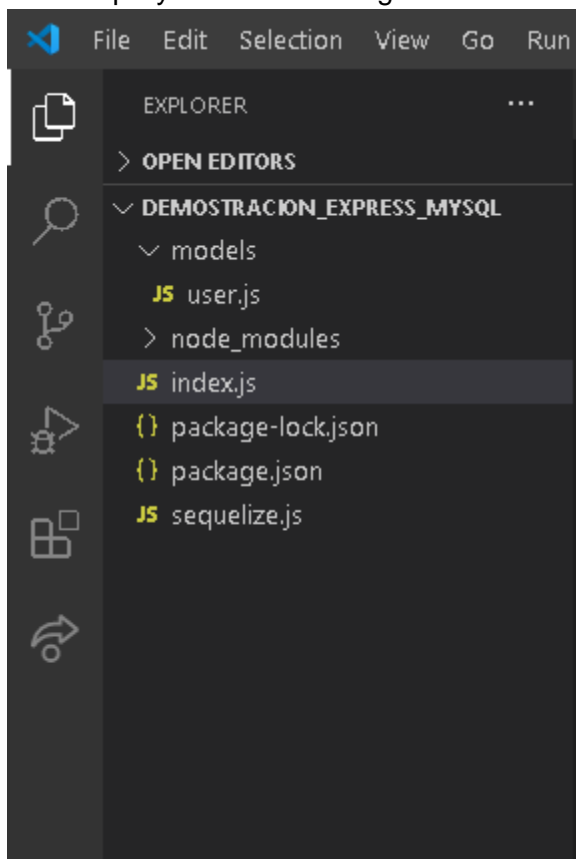 File Edit Selection View Go Run
EXPLORER ...
> OPEN EDITORS
DEMOSTRACION_EXPRESS_MYSQL
models
JS user.js
> node_modules
JS index.js
{} package-lock.json
{} package.json
JS sequelize.js